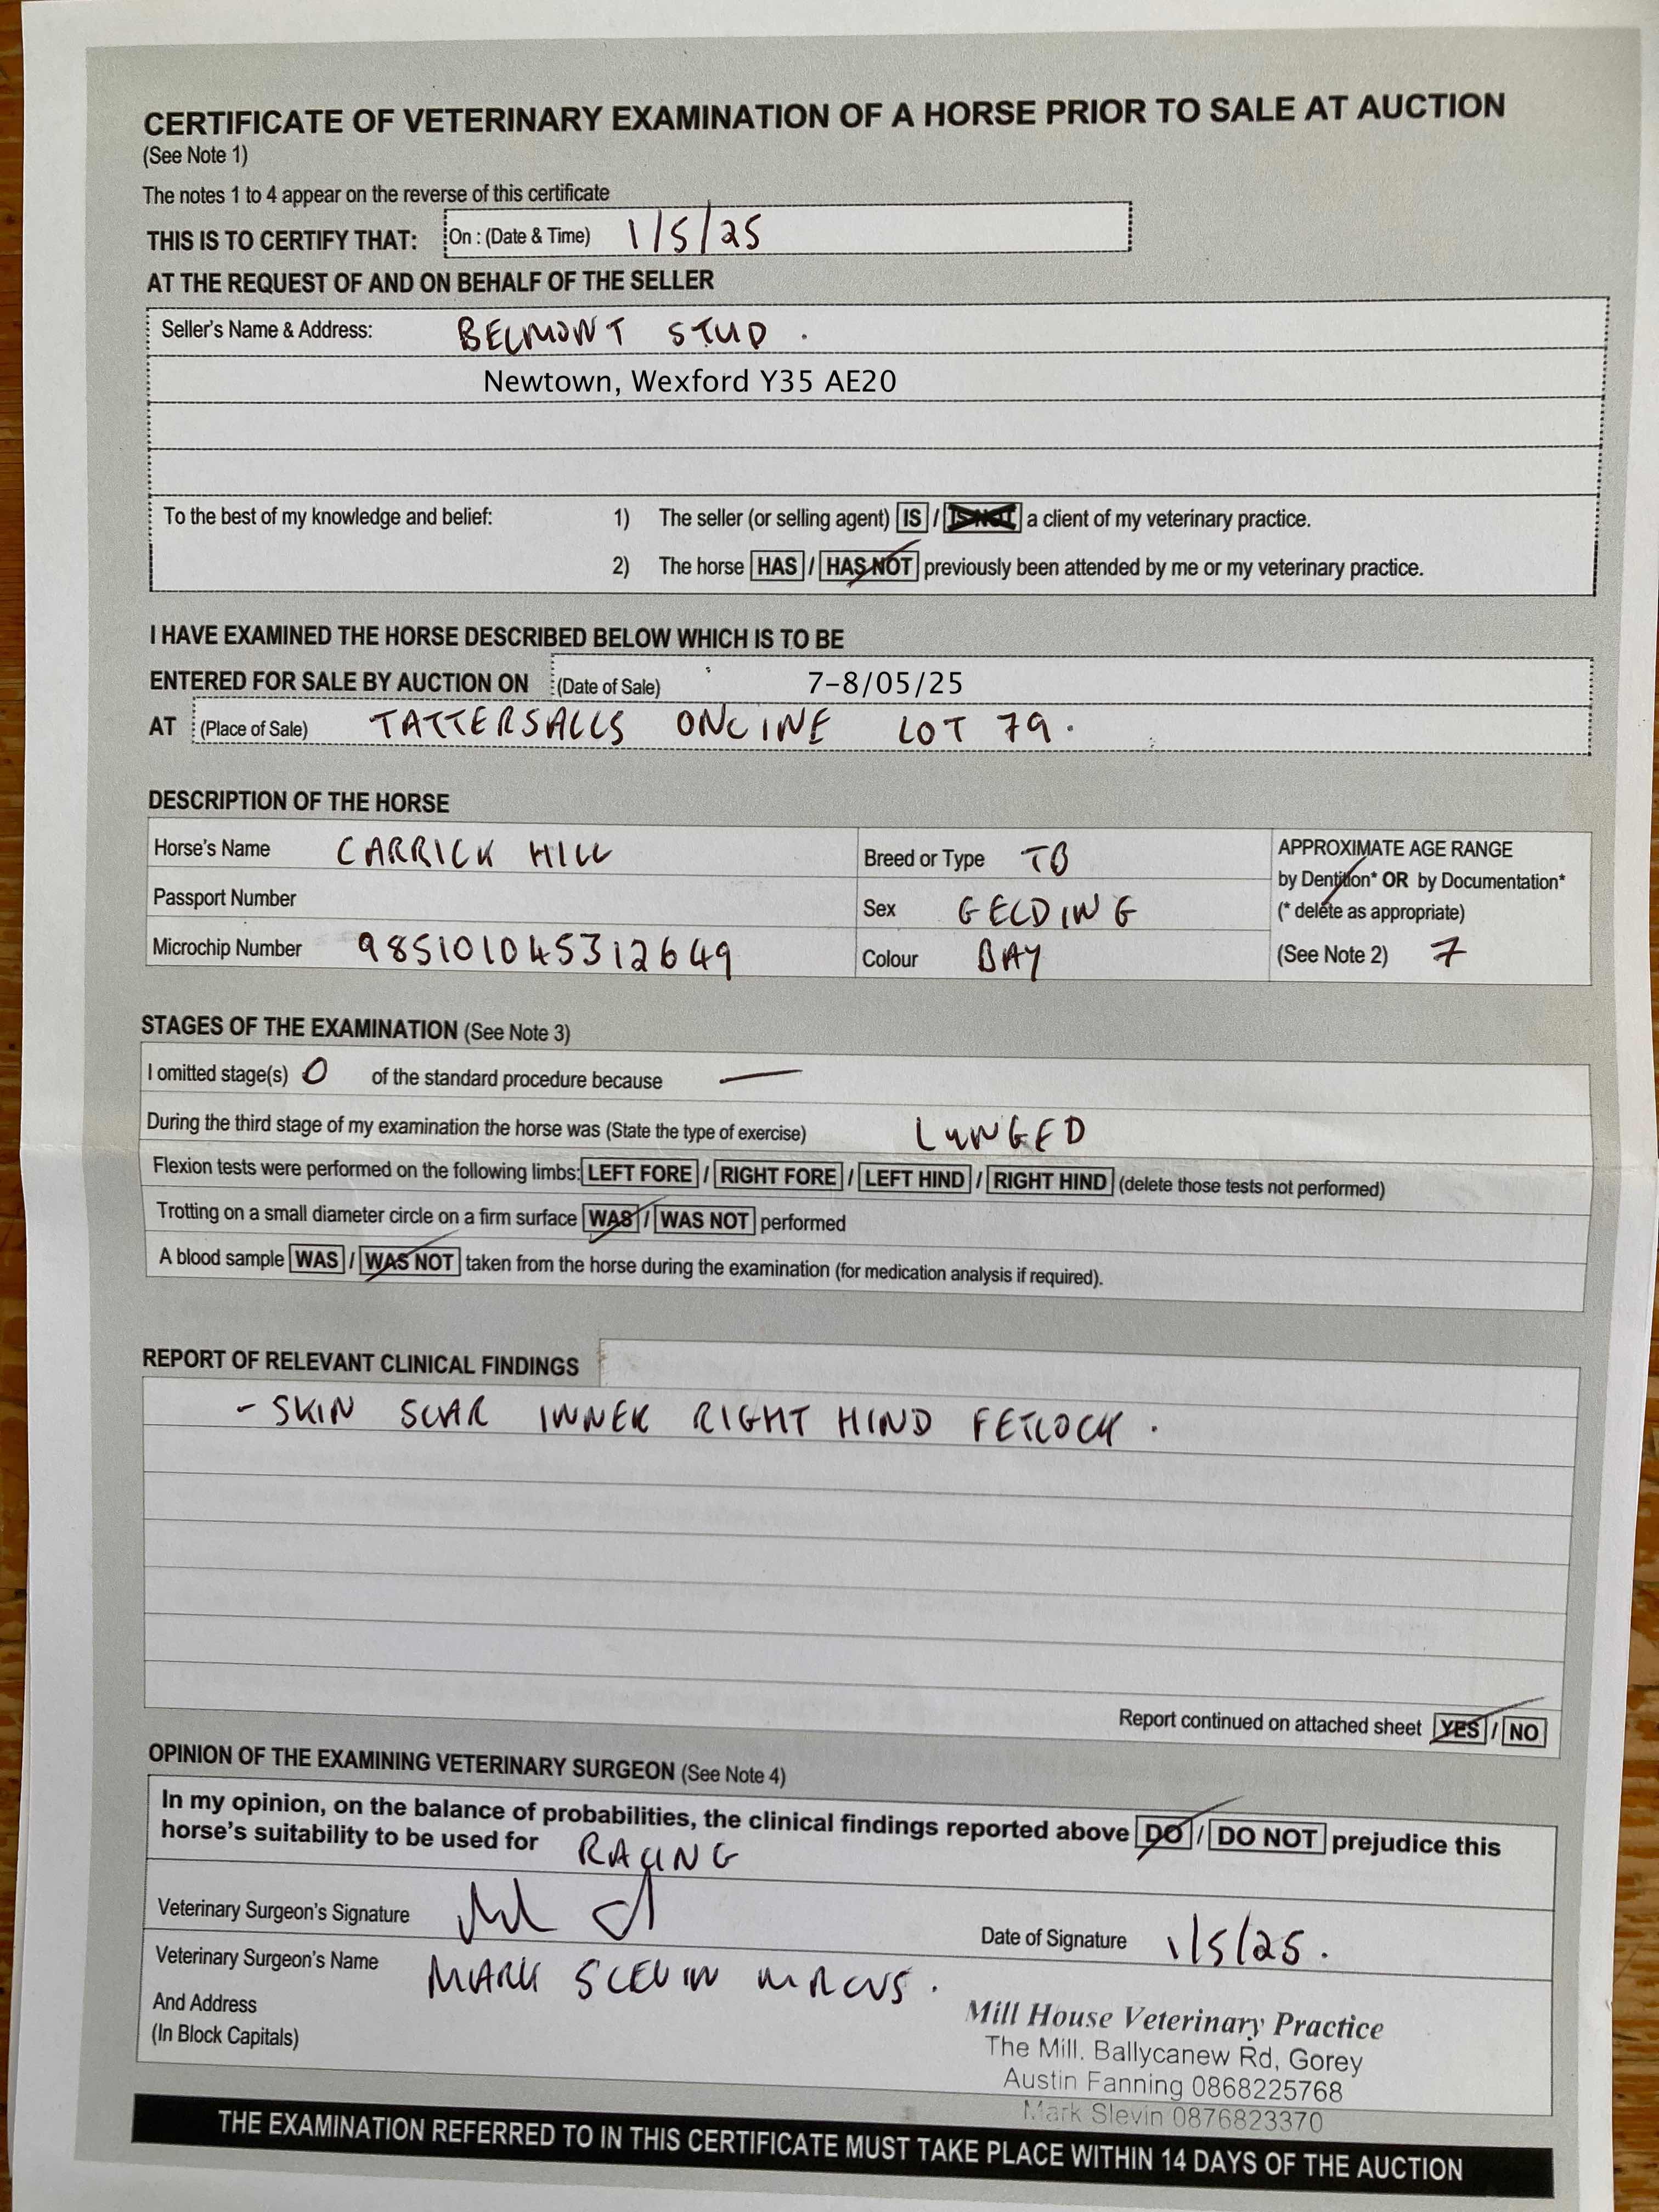 CERTIFICATE OF VETERINARY EXAMINATION OF A HORSE PRIOR TO SALE AT AUCTION
(See Note 1)
The notes 1 to 4 appear on the reverse of this certificate
THIS IS TO CERTIFY THAT: On : (Date & Time) 1/5/25
AT THE REQUEST OF AND ON BEHALF OF THE SELLER
Seller's Name & Address: BELMONT STUD.
Newtown, Wexford Y35 AE20
To the best of my knowledge and belief: 1) The seller (or selling agent) IS / IS NOT a client of my veterinary practice.
2) The horse HAS / HAS NOT previously been attended by me or my veterinary practice.
I HAVE EXAMINED THE HORSE DESCRIBED BELOW WHICH IS TO BE
ENTERED FOR SALE BY AUCTION ON (Date of Sale) 7-8/05/25
AT (Place of Sale) TATTERSALLS ONLINE LOT 79.
DESCRIPTION OF THE HORSE
Horse's Name CARRICK HILL Breed or Type TB APPROXIMATE AGE RANGE
by Dentition* OR by Documentation*
Passport Number Sex GELDING (* delete as appropriate)
Microchip Number 985101045312649 Colour BAY (See Note 2) 7
STAGES OF THE EXAMINATION (See Note 3)
I omitted stage(s) 0 of the standard procedure because —
During the third stage of my examination the horse was (State the type of exercise) LUNGED
Flexion tests were performed on the following limbs: LEFT FORE / RIGHT FORE / LEFT HIND / RIGHT HIND (delete those tests not performed)
Trotting on a small diameter circle on a firm surface WAS / WAS NOT performed
A blood sample WAS / WAS NOT taken from the horse during the examination (for medication analysis if required).
REPORT OF RELEVANT CLINICAL FINDINGS
- SKIN SCAR INNER RIGHT HIND FETLOCK.
Report continued on attached sheet YES / NO
OPINION OF THE EXAMINING VETERINARY SURGEON (See Note 4)
In my opinion, on the balance of probabilities, the clinical findings reported above DO / DO NOT prejudice this
horse's suitability to be used for RACING
Veterinary Surgeon's Signature
Date of Signature 1/5/25.
Veterinary Surgeon's Name MARK SLEVIN MRCVS.
And Address
(In Block Capitals)
Mill House Veterinary Practice
The Mill. Ballycanew Rd, Gorey
Austin Fanning 0868225768
Mark Slevin 0876823370
THE EXAMINATION REFERRED TO IN THIS CERTIFICATE MUST TAKE PLACE WITHIN 14 DAYS OF THE AUCTION